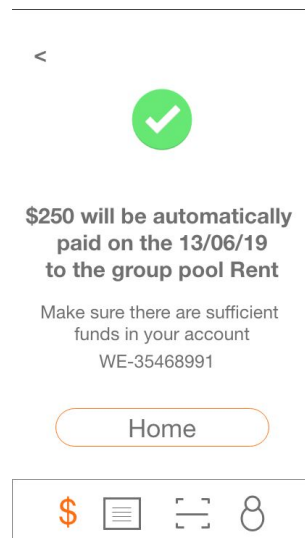 <
$250 will be automatically
paid on the 13/06/19
to the group pool Rent
Make sure there are sufficient
funds in your account
WE-35468991
Home
$